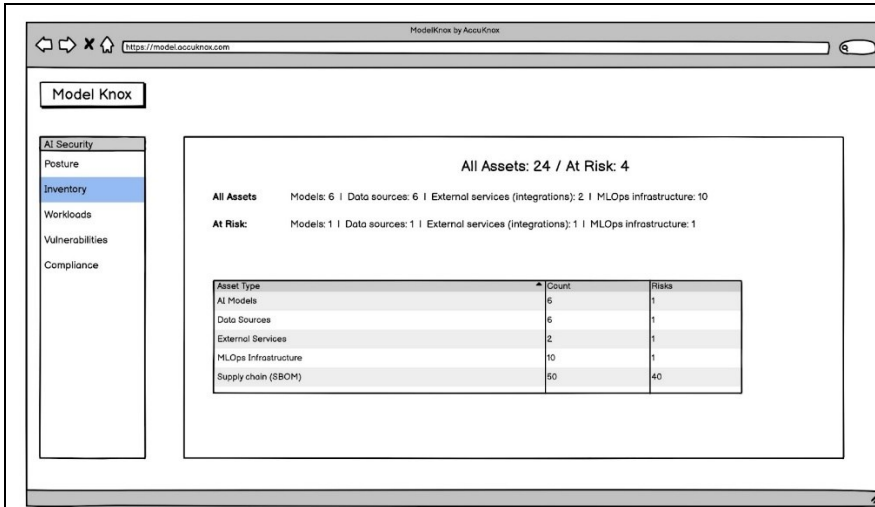 ModelKnox by AccuKnox
https://model.accuknox.com
Model Knox
AI Security
Posture
Inventory
Workloads
Vulnerabilities
Compliance
All Assets: 24 / At Risk: 4
All Assets Models: 6 | Data sources: 6 | External services (integrations): 2 | MLOps infrastructure: 10
At Risk: Models: 1 | Data sources: 1 | External services (integrations): 1 | MLOps infrastructure: 1
Asset Type Count Risks
AI Models 6 1
Data Sources 6 1
External Services 2 1
MLOps Infrastructure 10 1
Supply chain (SBOM) 50 40